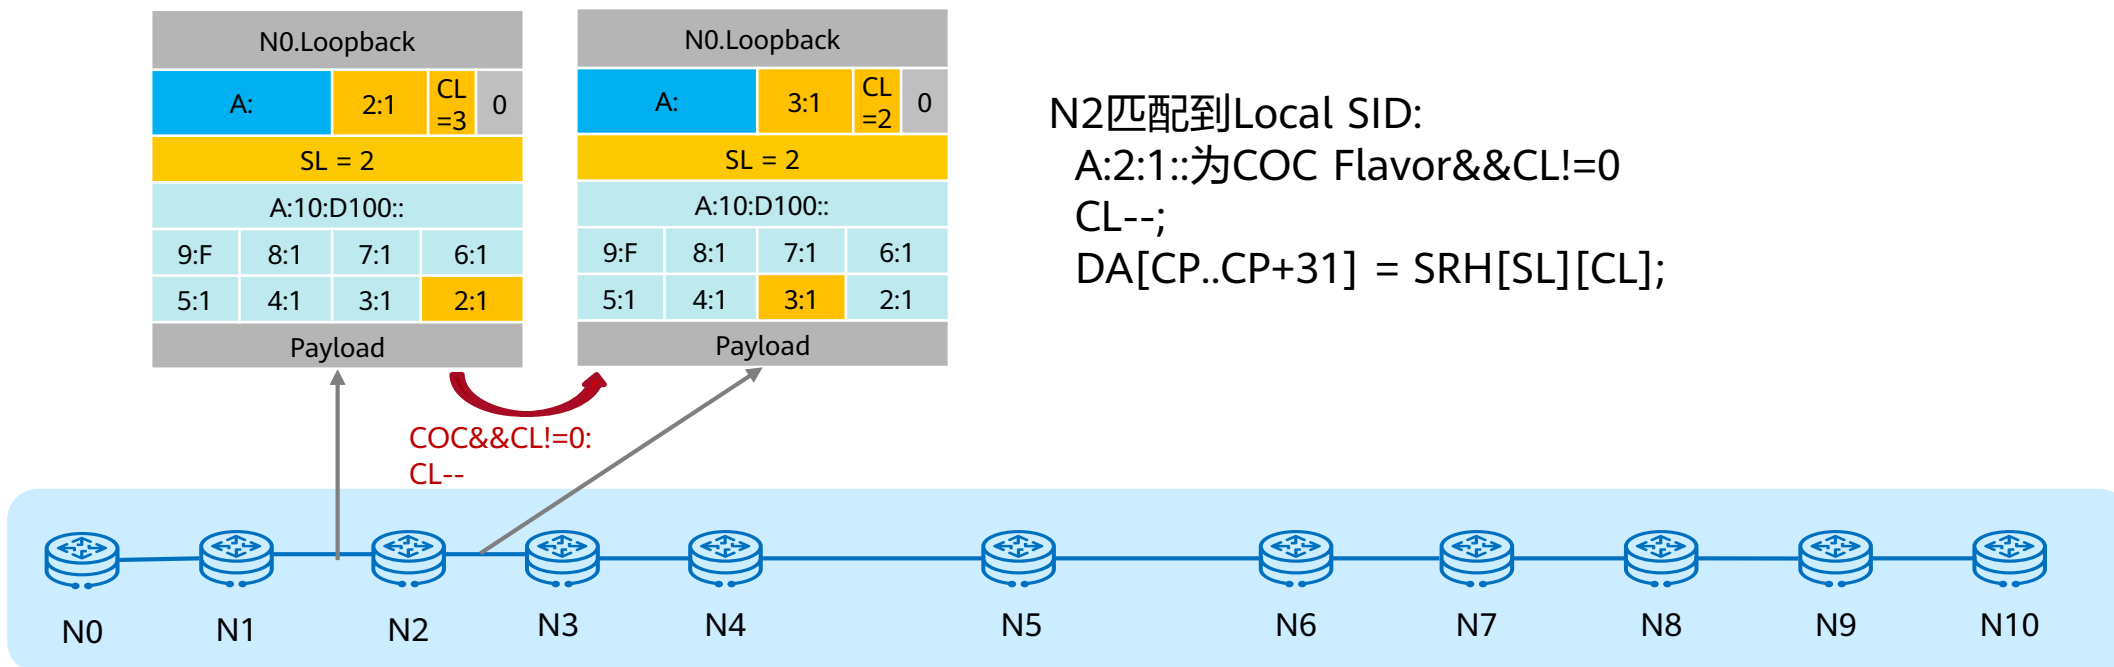 N0.Loopback
A: 2:1 CL =3 0
SL = 2
A:10:D100::
9:F 8:1 7:1 6:1
5:1 4:1 3:1 2:1
Payload
N0.Loopback
A: 3:1 CL =2 0
SL = 2
A:10:D100::
9:F 8:1 7:1 6:1
5:1 4:1 3:1 2:1
Payload
N2匹配到Local SID:
A:2:1::为COC Flavor&&CL!=0
CL--;
DA[CP..CP+31] = SRH[SL][CL];
COC&&CL!=0:
CL--
N0 N1 N2 N3 N4 N5 N6 N7 N8 N9 N10